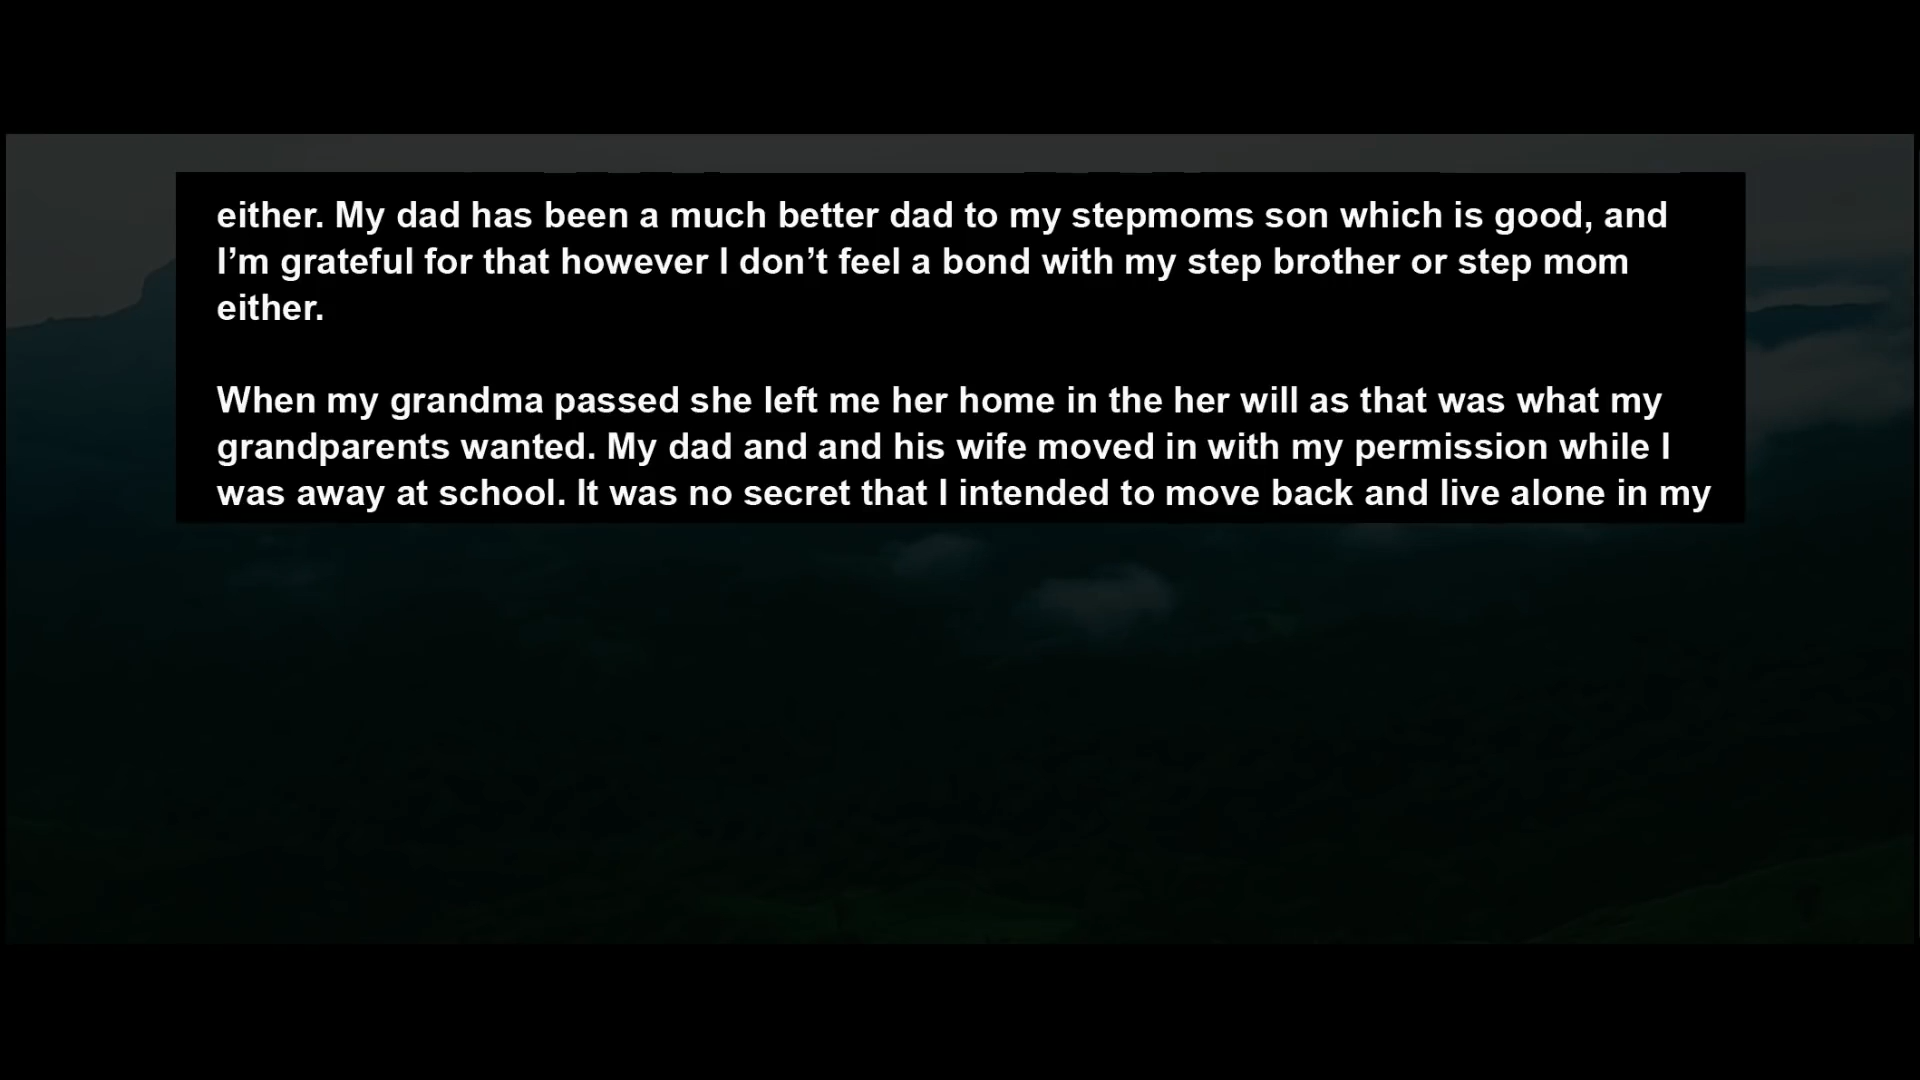 either. My dad has been a much better dad to my stepmoms son which is good, and
I’m grateful for that however I don’t feel a bond with my step brother or step mom
either.
When my grandma passed she left me her home in the her will as that was what my
grandparents wanted. My dad and and his wife moved in with my permission while I
was away at school. It was no secret that I intended to move back and live alone in my